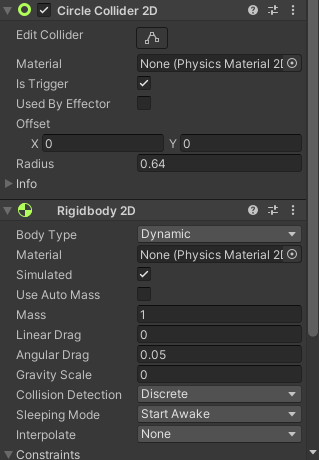 Circle Collider 2D
Edit Collider
Material None (Physics Material 2D
Is Trigger
Used By Effector
Offset
X 0 Y 0
Radius 0.64
Info
Rigidbody 2D
Body Type Dynamic
Material None (Physics Material 2D
Simulated
Use Auto Mass
Mass 1
Linear Drag 0
Angular Drag 0.05
Gravity Scale 0
Collision Detection Discrete
Sleeping Mode Start Awake
Interpolate None
Constraints